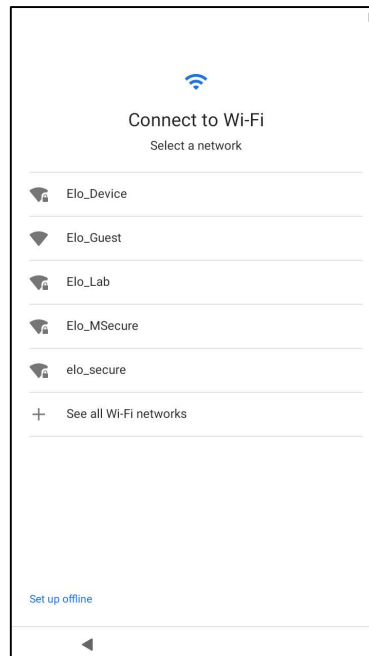 Connect to Wi-Fi
Select a network
Elo_Device
Elo_Guest
Elo_Lab
Elo_MSecure
elo_secure
See all Wi-Fi networks
Set up offline